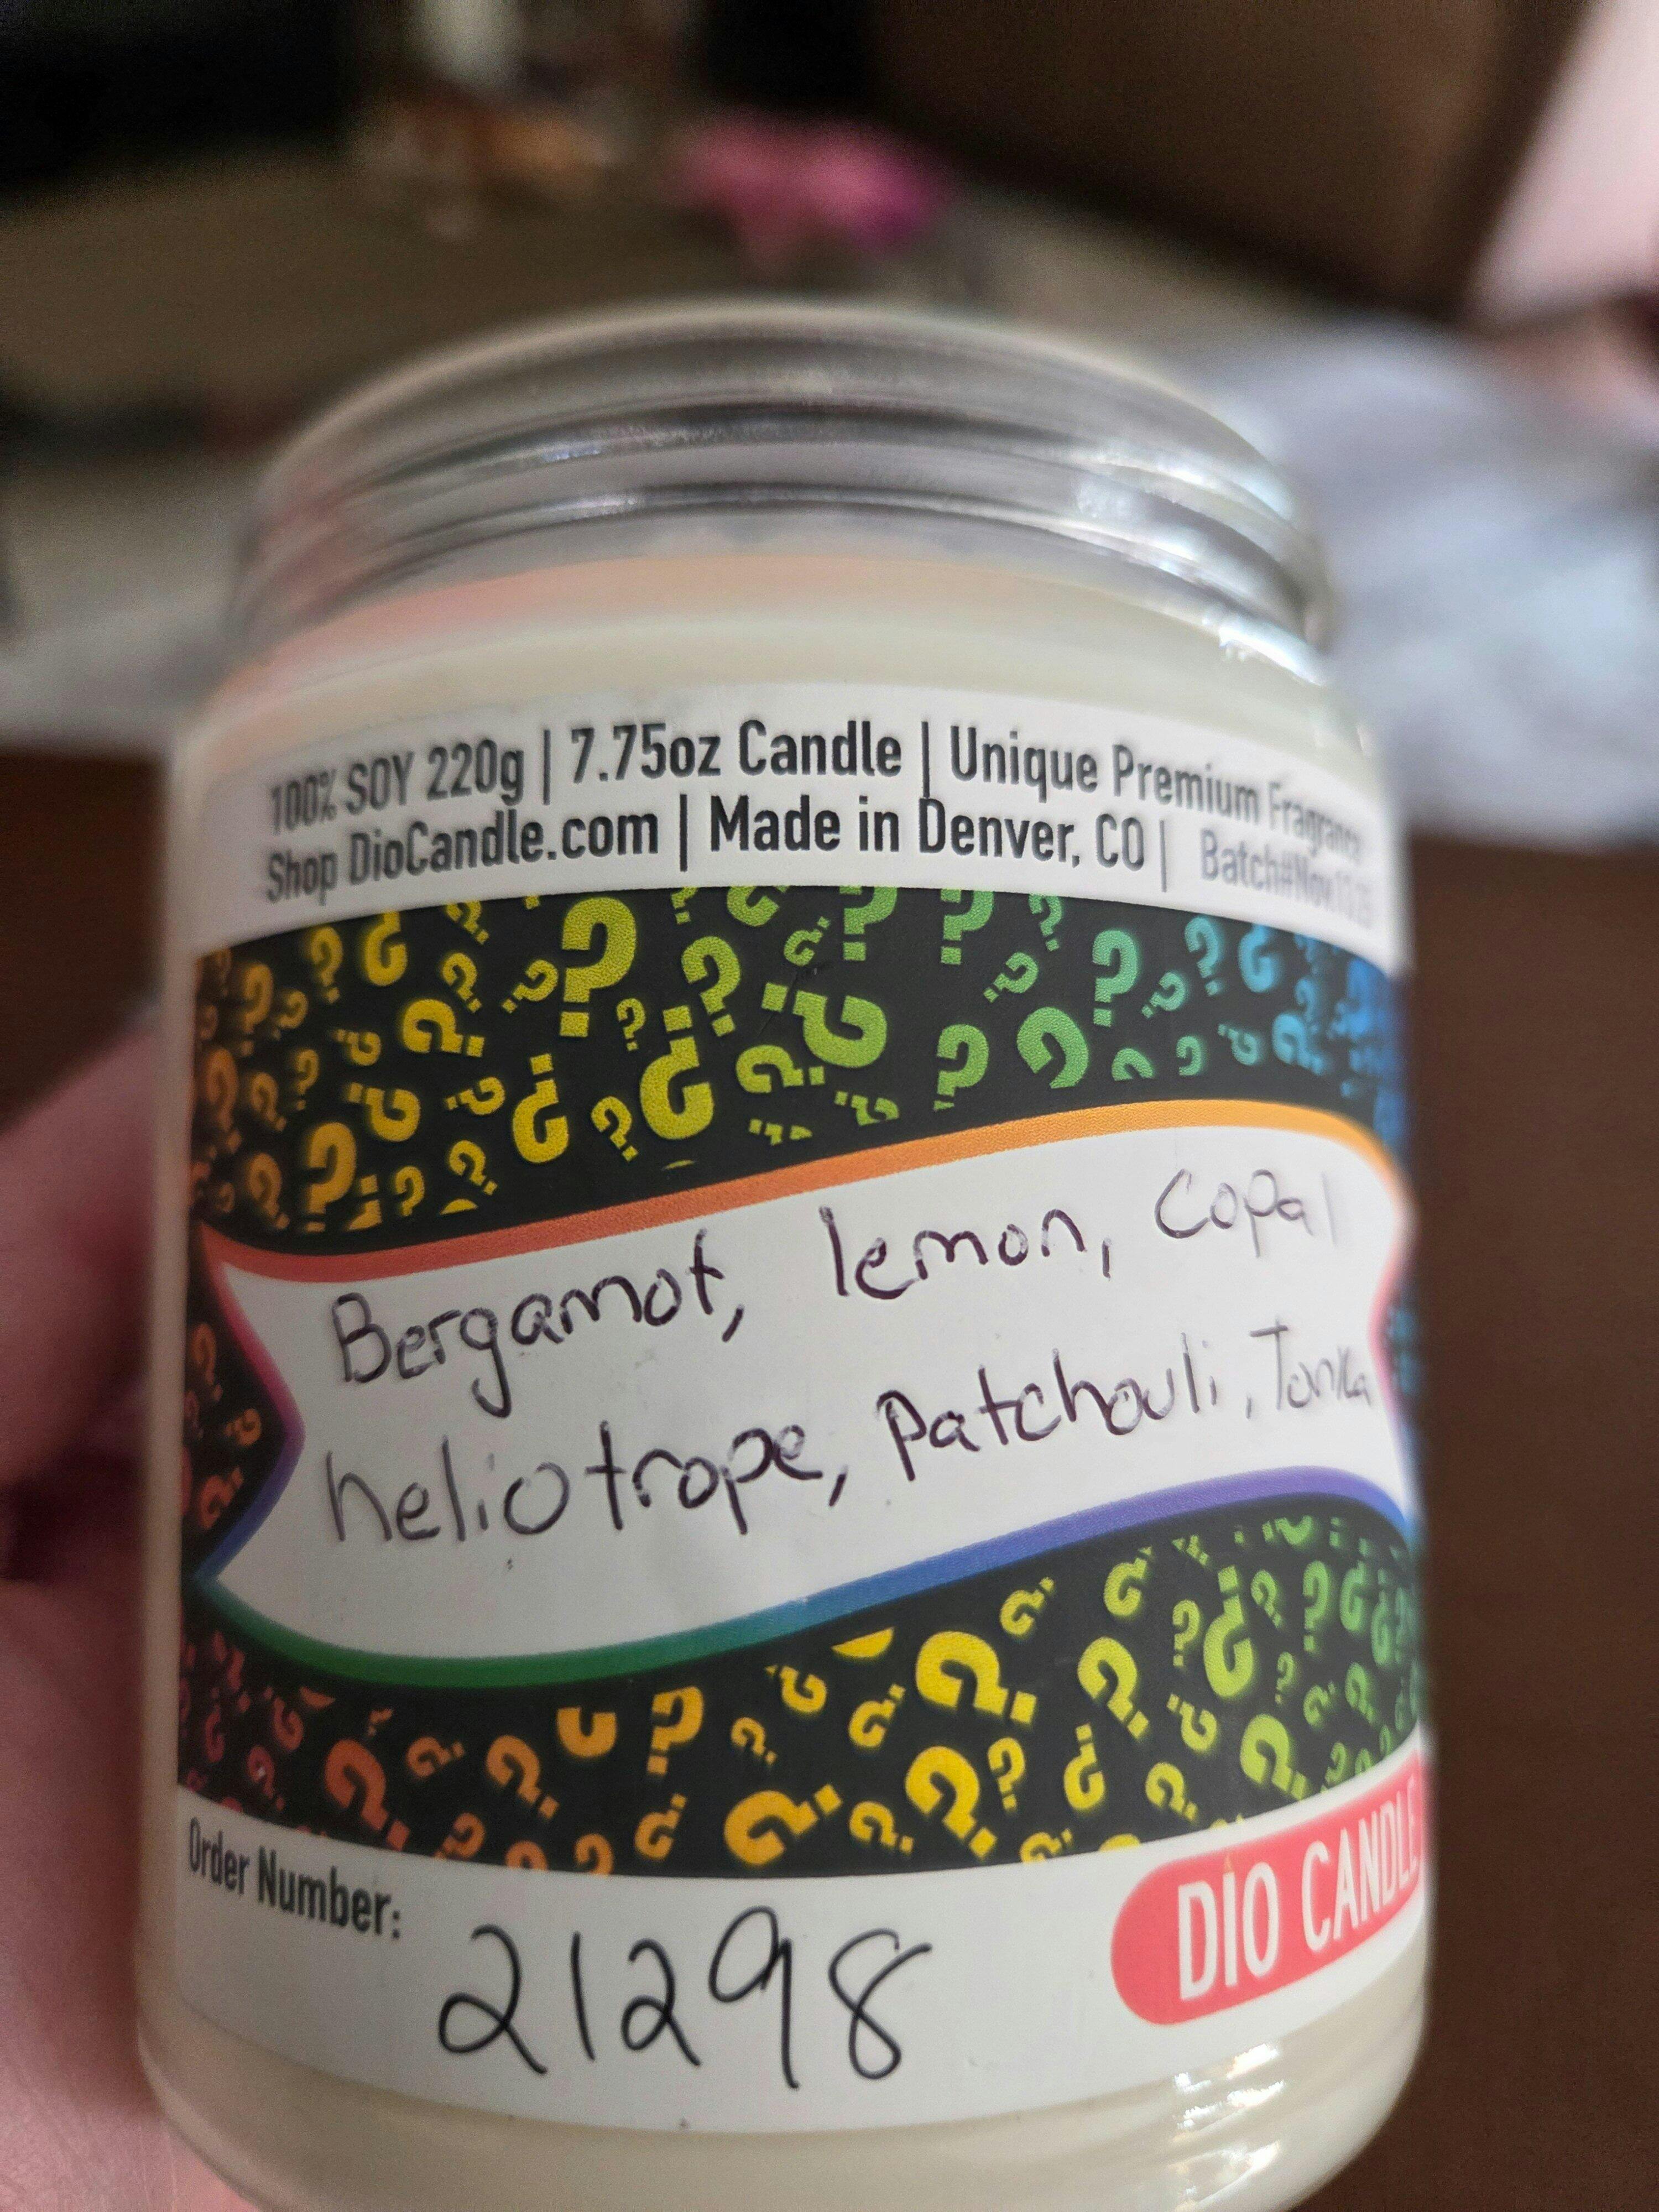 100% SOY 220g | 7.75oz Candle | Unique Premium Fragrance
Shop DioCandle.com | Made in Denver, CO |
Bergamot, lemon, copal
heliotrope, patchouli, Tonka
Order Number:
21298
DIO CANDLE